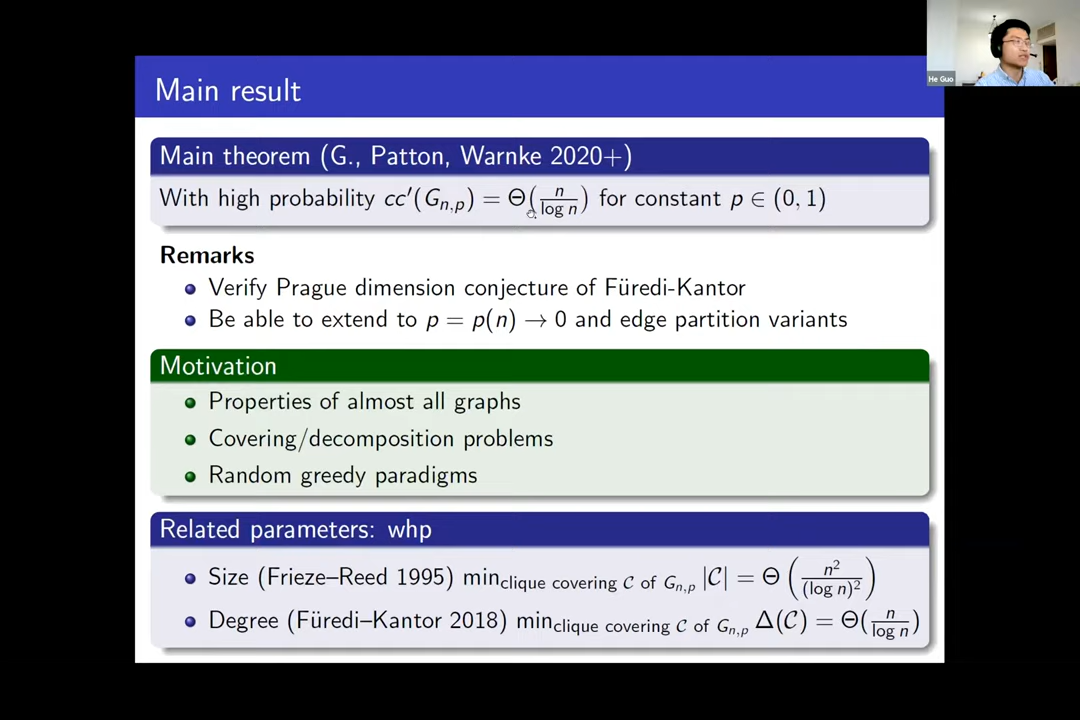 He Guo
Main result
Main theorem (G., Patton, Warnke 2020+)
With high probability cc′(G_{n,p}) = Θ(n/log n) for constant p ∈ (0, 1)
Remarks
Verify Prague dimension conjecture of Füredi-Kantor
Be able to extend to p = p(n) → 0 and edge partition variants
Motivation
Properties of almost all graphs
Covering/decomposition problems
Random greedy paradigms
Related parameters: whp
Size (Frieze–Reed 1995) min_{clique covering 𝒞 of G_{n,p}} |𝒞| = Θ(n²/(log n)²)
Degree (Füredi–Kantor 2018) min_{clique covering 𝒞 of G_{n,p}} Δ(𝒞) = Θ(n/log n)